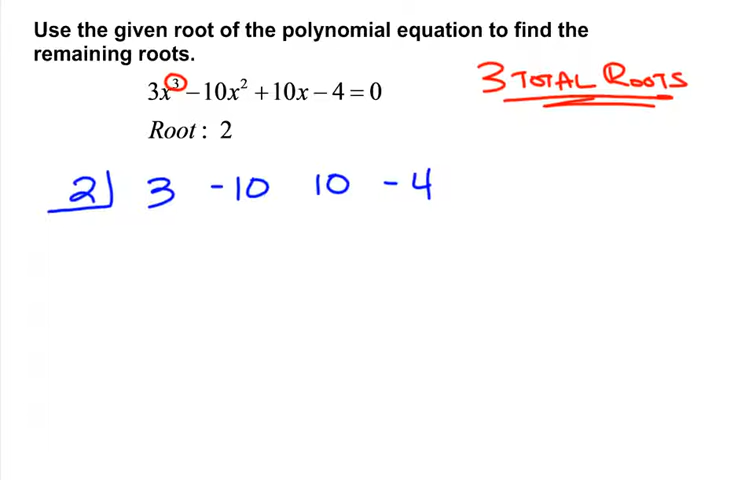 Use the given root of the polynomial equation to find the
remaining roots.
3x³ − 10x² + 10x − 4 = 0
3 TOTAL ROOTS
Root : 2
2) 3 -10 10 -4